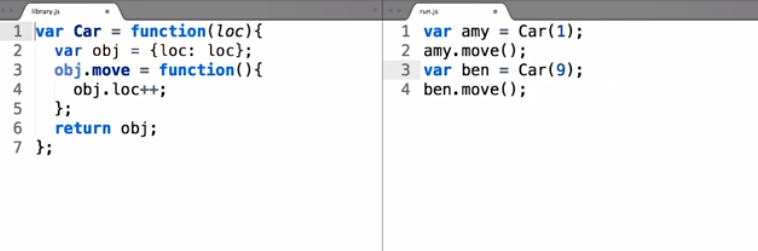 library.js
1 var Car = function(loc){
2   var obj = {loc: loc};
3   obj.move = function(){
4     obj.loc++;
5   };
6   return obj;
7 };
run.js
1 var amy = Car(1);
2 amy.move();
3 var ben = Car(9);
4 ben.move();